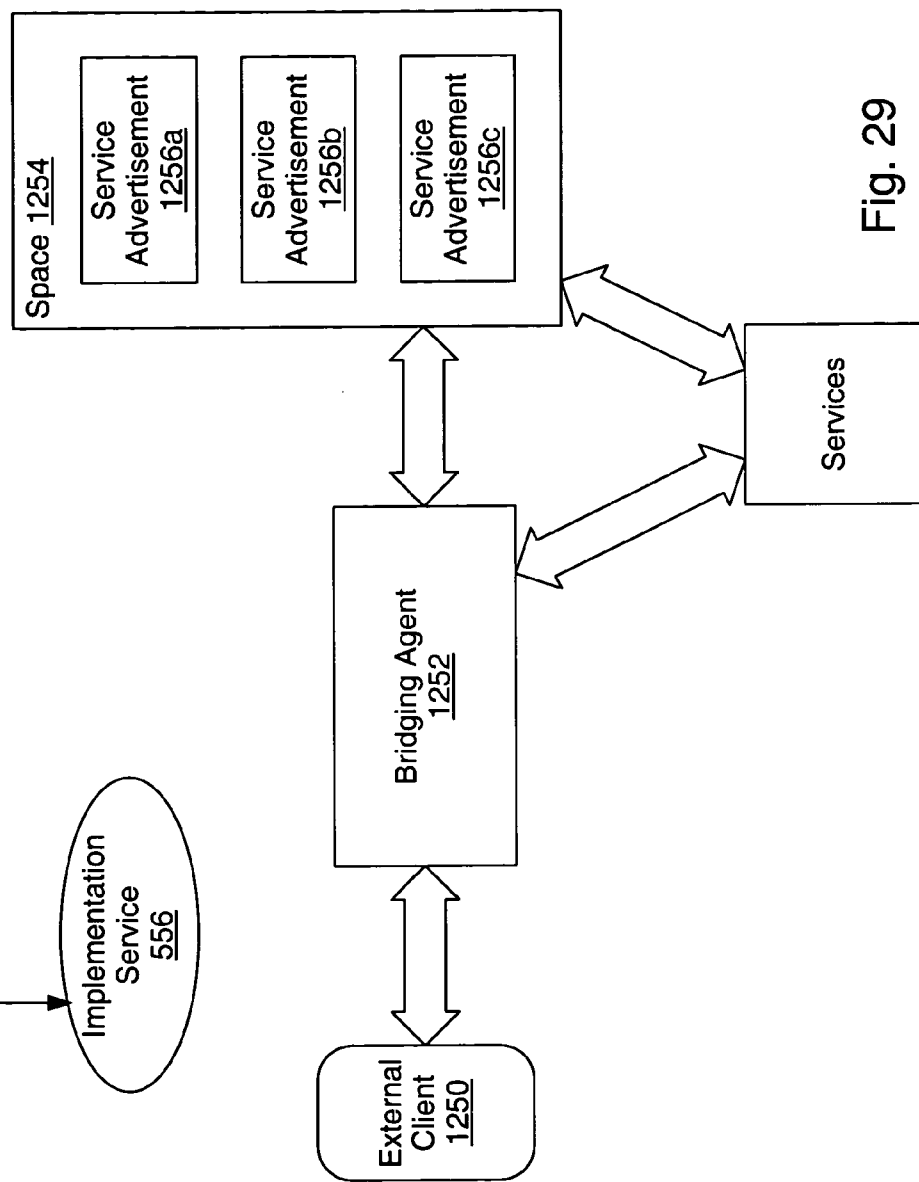 Implementation
Service
556
External
Client
1250
Bridging Agent
1252
Space 1254
Service
Advertisement
1256a
Service
Advertisement
1256b
Service
Advertisement
1256c
Services
Fig. 29